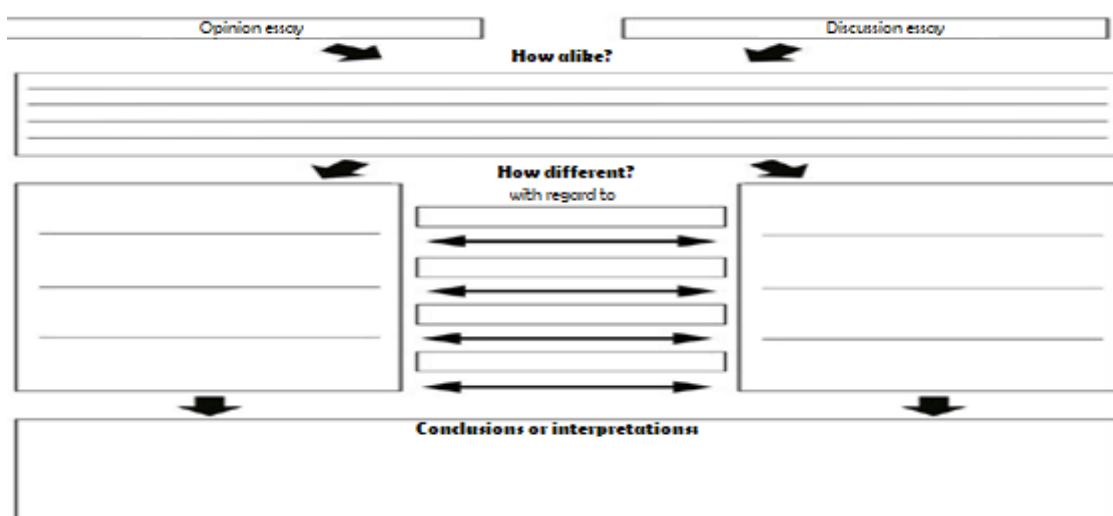 Opinion essay
Discussion essay
How alike?
How different?
with regard to
Conclusions or interpretations: